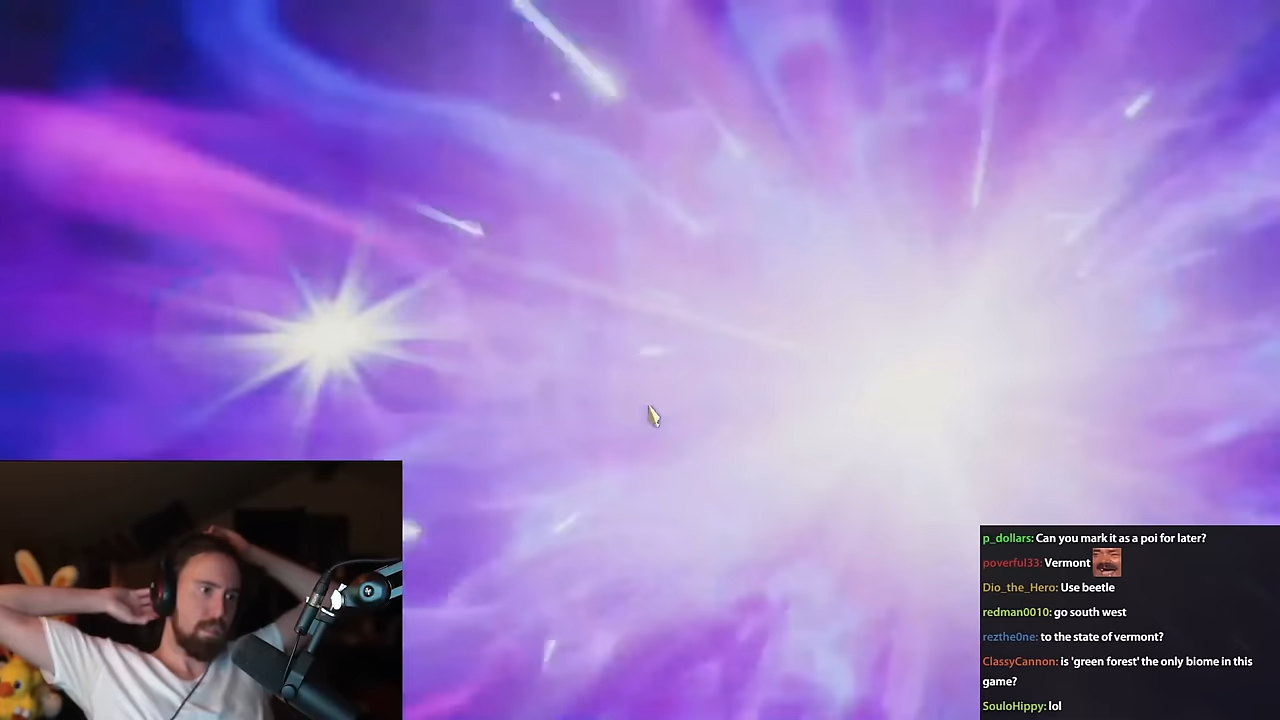 p_dollars: Can you mark it as a poi for later?
poverful33: Vermont
Dio_the_Hero: Use beetle
redman0010: go south west
rezthe0ne: to the state of vermont?
ClassyCannon: is 'green forest' the only biome in this
game?
SouloHippy: lol